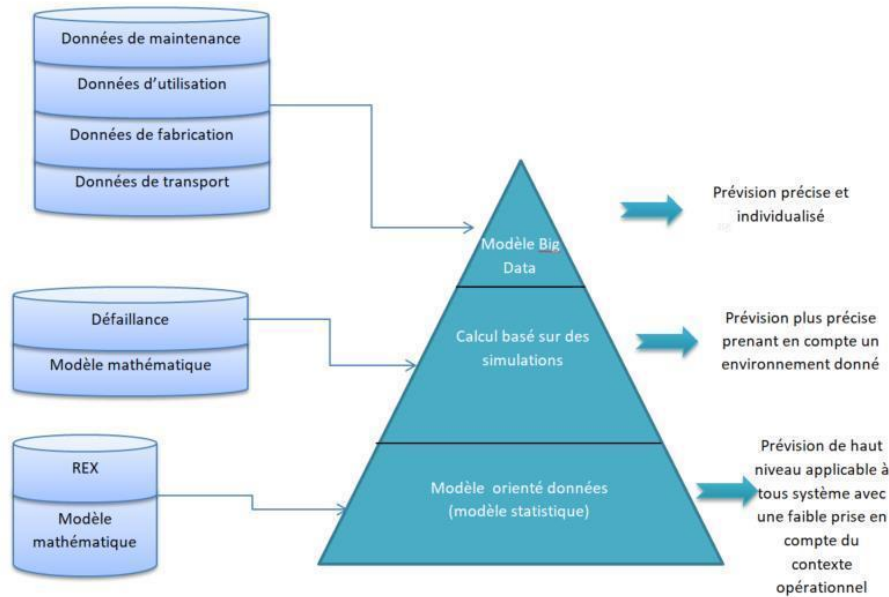 Données de maintenance
Données d'utilisation
Données de fabrication
Données de transport
Prévision précise et
individualisé
Modèle Big
Data
Défaillance
Modèle mathématique
Calcul basé sur des
simulations
Prévision plus précise
prenant en compte un
environnement donné
REX
Modèle
mathématique
Modèle orienté données
(modèle statistique)
Prévision de haut
niveau applicable à
tous système avec
une faible prise en
compte du
contexte
opérationnel